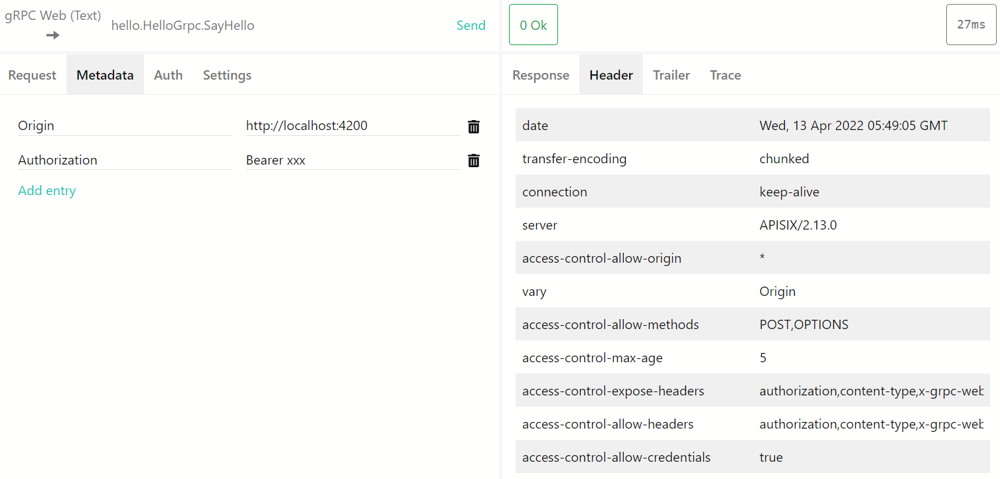 gRPC Web (Text)
hello.HelloGrpc.SayHello
Send
Request Metadata Auth Settings
Origin http://localhost:4200
Authorization Bearer xxx
Add entry
0 Ok
27ms
Response Header Trailer Trace
date Wed, 13 Apr 2022 05:49:05 GMT
transfer-encoding chunked
connection keep-alive
server APISIX/2.13.0
access-control-allow-origin *
vary Origin
access-control-allow-methods POST,OPTIONS
access-control-max-age 5
access-control-expose-headers authorization,content-type,x-grpc-web
access-control-allow-headers authorization,content-type,x-grpc-web
access-control-allow-credentials true